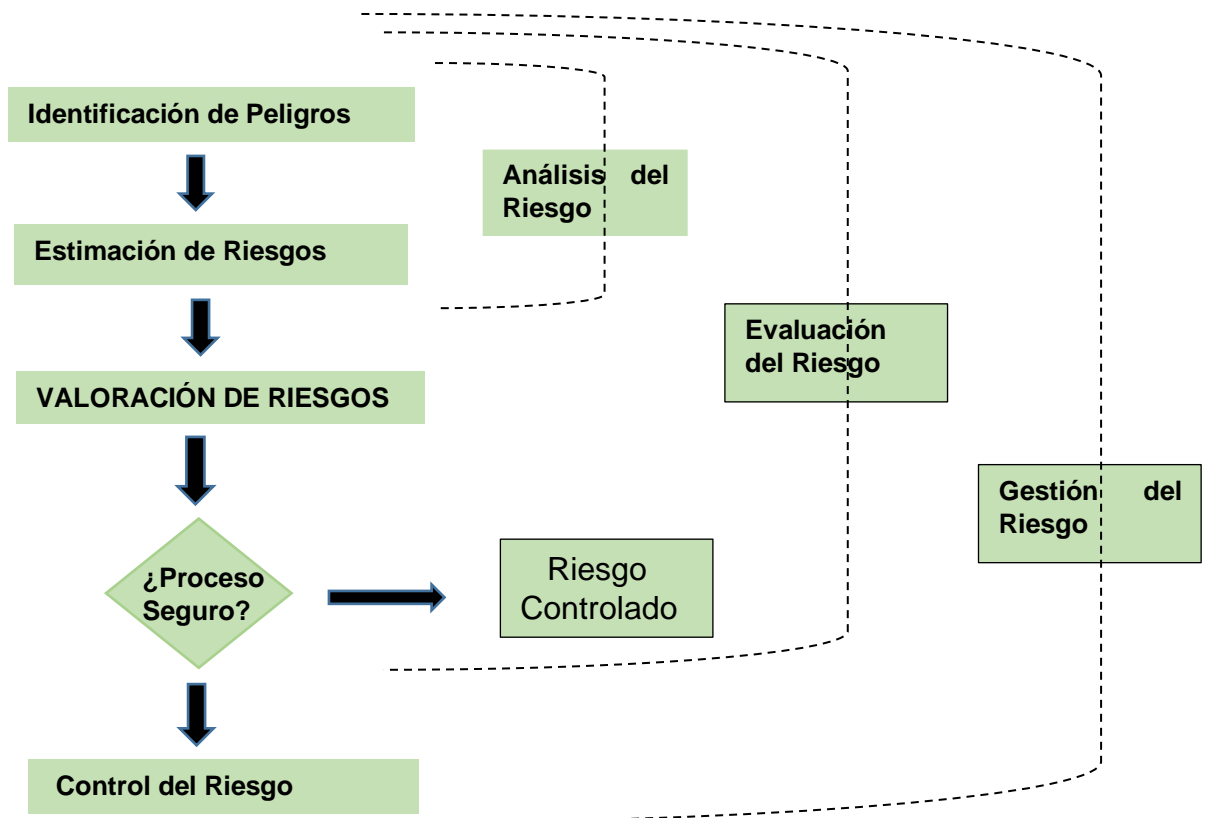 Identificación de Peligros
Análisis del
Riesgo
Estimación de Riesgos
Evaluación
del Riesgo
VALORACIÓN DE RIESGOS
Gestión del
Riesgo
¿Proceso
Seguro?
Riesgo
Controlado
Control del Riesgo